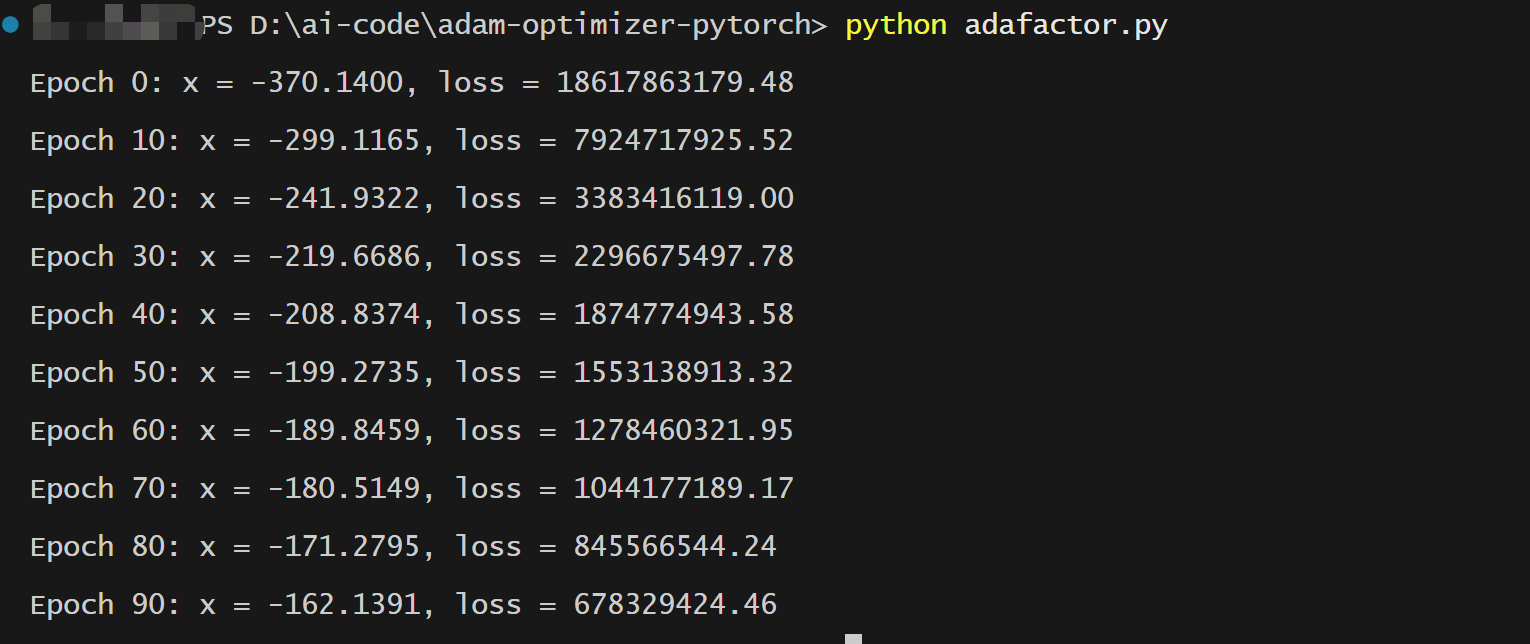 PS D:\ai-code\adam-optimizer-pytorch> python adafactor.py
Epoch 0: x = -370.1400, loss = 18617863179.48
Epoch 10: x = -299.1165, loss = 7924717925.52
Epoch 20: x = -241.9322, loss = 3383416119.00
Epoch 30: x = -219.6686, loss = 2296675497.78
Epoch 40: x = -208.8374, loss = 1874774943.58
Epoch 50: x = -199.2735, loss = 1553138913.32
Epoch 60: x = -189.8459, loss = 1278460321.95
Epoch 70: x = -180.5149, loss = 1044177189.17
Epoch 80: x = -171.2795, loss = 845566544.24
Epoch 90: x = -162.1391, loss = 678329424.46